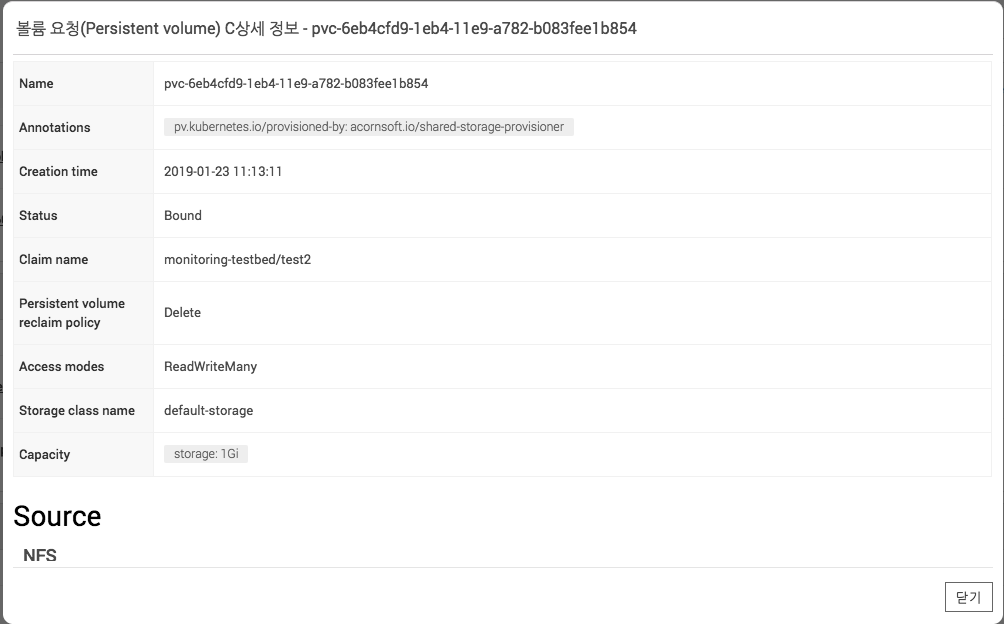 볼륨 요청(Persistent volume) C상세 정보 - pvc-6eb4cfd9-1eb4-11e9-a782-b083fee1b854
Name pvc-6eb4cfd9-1eb4-11e9-a782-b083fee1b854
Annotations pv.kubernetes.io/provisioned-by: acornsoft.io/shared-storage-provisioner
Creation time 2019-01-23 11:13:11
Status Bound
Claim name monitoring-testbed/test2
Persistent volume
reclaim policy Delete
Access modes ReadWriteMany
Storage class name default-storage
Capacity storage: 1Gi
Source
NFS
닫기